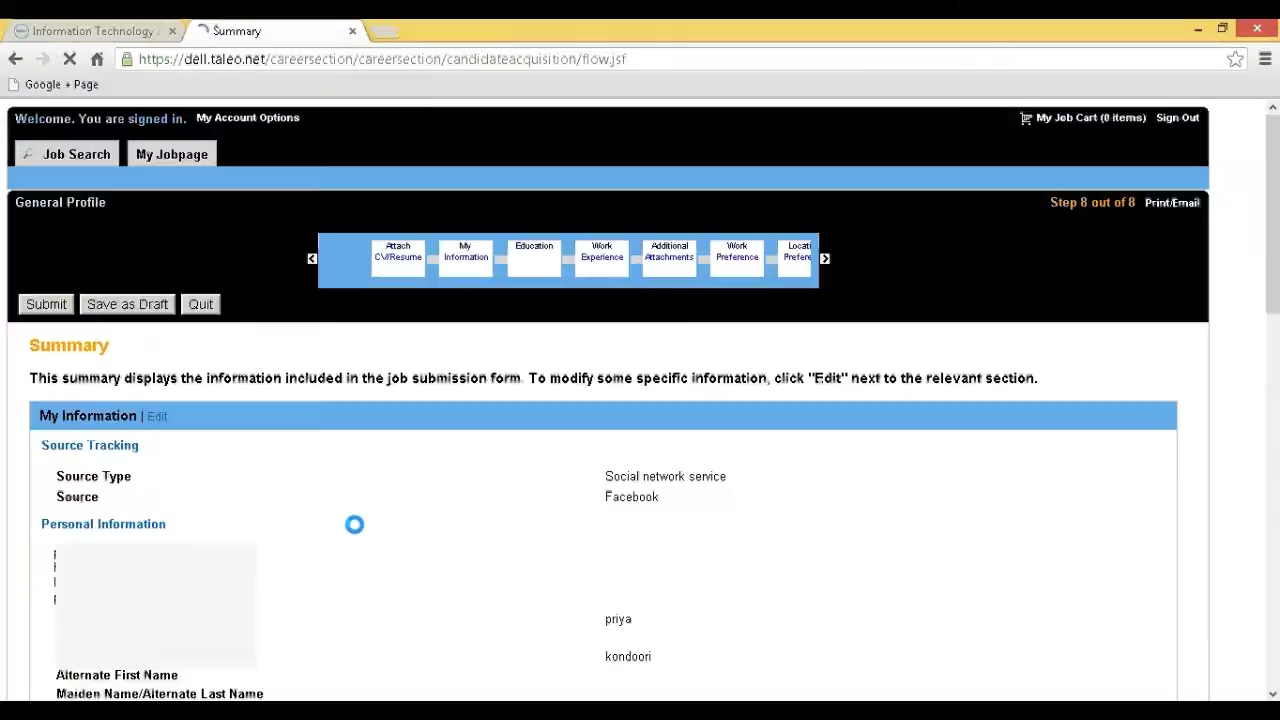 Information Technology
Summary
https://dell.taleo.net/careersection/careersection/candidateacquisition/flow.jsf
Google + Page
Welcome. You are signed in. My Account Options
My Job Cart (0 items) Sign Out
Job Search My Jobpage
General Profile
Step 8 out of 8 Print/Email
Attach CV/Resume
My Information
Education
Work Experience
Additional Attachments
Work Preference
Submit Save as Draft Quit
Summary
This summary displays the information included in the job submission form. To modify some specific information, click "Edit" next to the relevant section.
My Information | Edit
Source Tracking
Source Type Social network service
Source Facebook
Personal Information
priya
kondoori
Alternate First Name
Maiden Name/Alternate Last Name